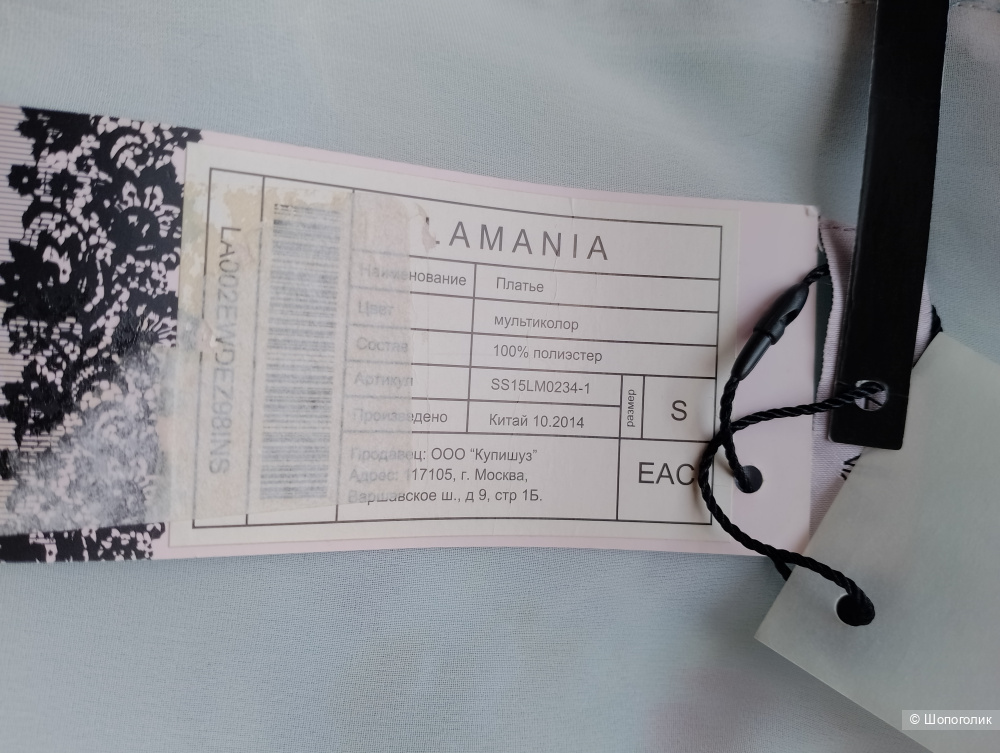 LAMANIA
Наименование Платье
Цвет мультиколор
Состав 100% полиэстер
Артикул SS15LM0234-1
Произведено Китай 10.2014
размер S
Продавец: ООО “Купишуз”
Адрес: 117105, г. Москва,
Варшавское ш., д 9, стр 1Б.
EAC
LA002EWDEZ98INS
© Шопоголик